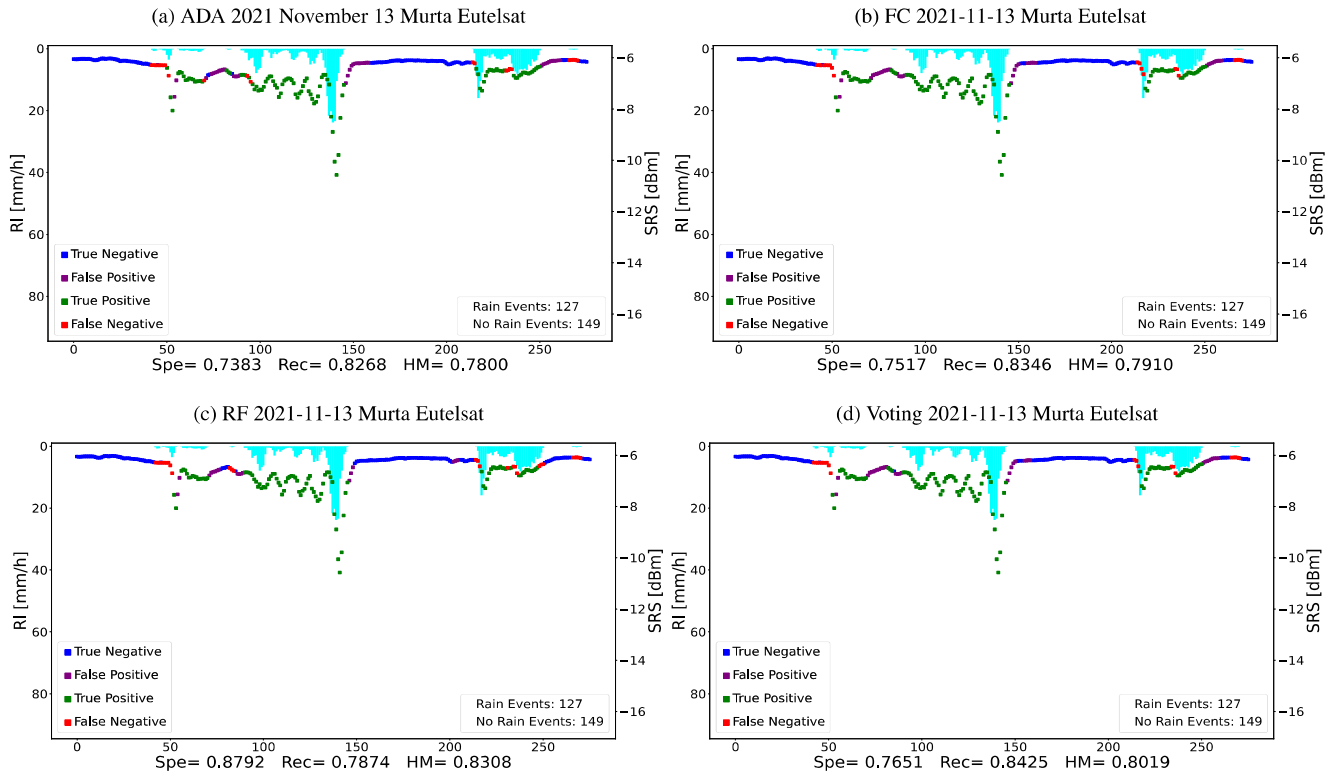 (a) ADA 2021 November 13 Murta Eutelsat
0
20
40
60
80
RI [mm/h]
−6
−8
−10
−12
−14
−16
SRS [dBm]
True Negative
False Positive
True Positive
False Negative
Rain Events: 127
No Rain Events: 149
0 50 100 150 200 250
Spe= 0.7383 Rec= 0.8268 HM= 0.7800
(b) FC 2021-11-13 Murta Eutelsat
0
20
40
60
80
RI [mm/h]
−6
−8
−10
−12
−14
−16
SRS [dBm]
True Negative
False Positive
True Positive
False Negative
Rain Events: 127
No Rain Events: 149
0 50 100 150 200 250
Spe= 0.7517 Rec= 0.8346 HM= 0.7910
(c) RF 2021-11-13 Murta Eutelsat
0
20
40
60
80
RI [mm/h]
−6
−8
−10
−12
−14
−16
SRS [dBm]
True Negative
False Positive
True Positive
False Negative
Rain Events: 127
No Rain Events: 149
0 50 100 150 200 250
Spe= 0.8792 Rec= 0.7874 HM= 0.8308
(d) Voting 2021-11-13 Murta Eutelsat
0
20
40
60
80
RI [mm/h]
−6
−8
−10
−12
−14
−16
SRS [dBm]
True Negative
False Positive
True Positive
False Negative
Rain Events: 127
No Rain Events: 149
0 50 100 150 200 250
Spe= 0.7651 Rec= 0.8425 HM= 0.8019